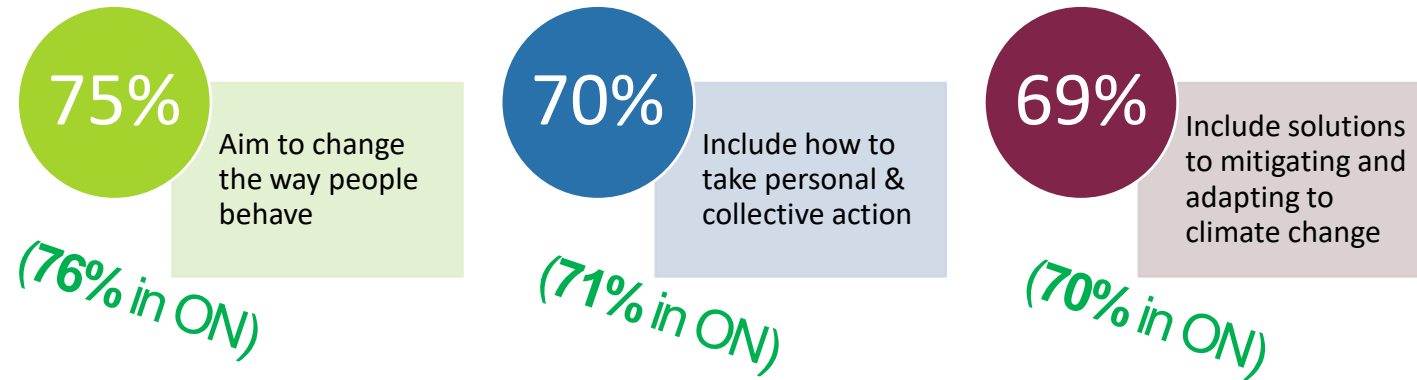 75%
Aim to change
the way people
behave
(76% in ON)
70%
Include how to
take personal &
collective action
(71% in ON)
69%
Include solutions
to mitigating and
adapting to
climate change
(70% in ON)